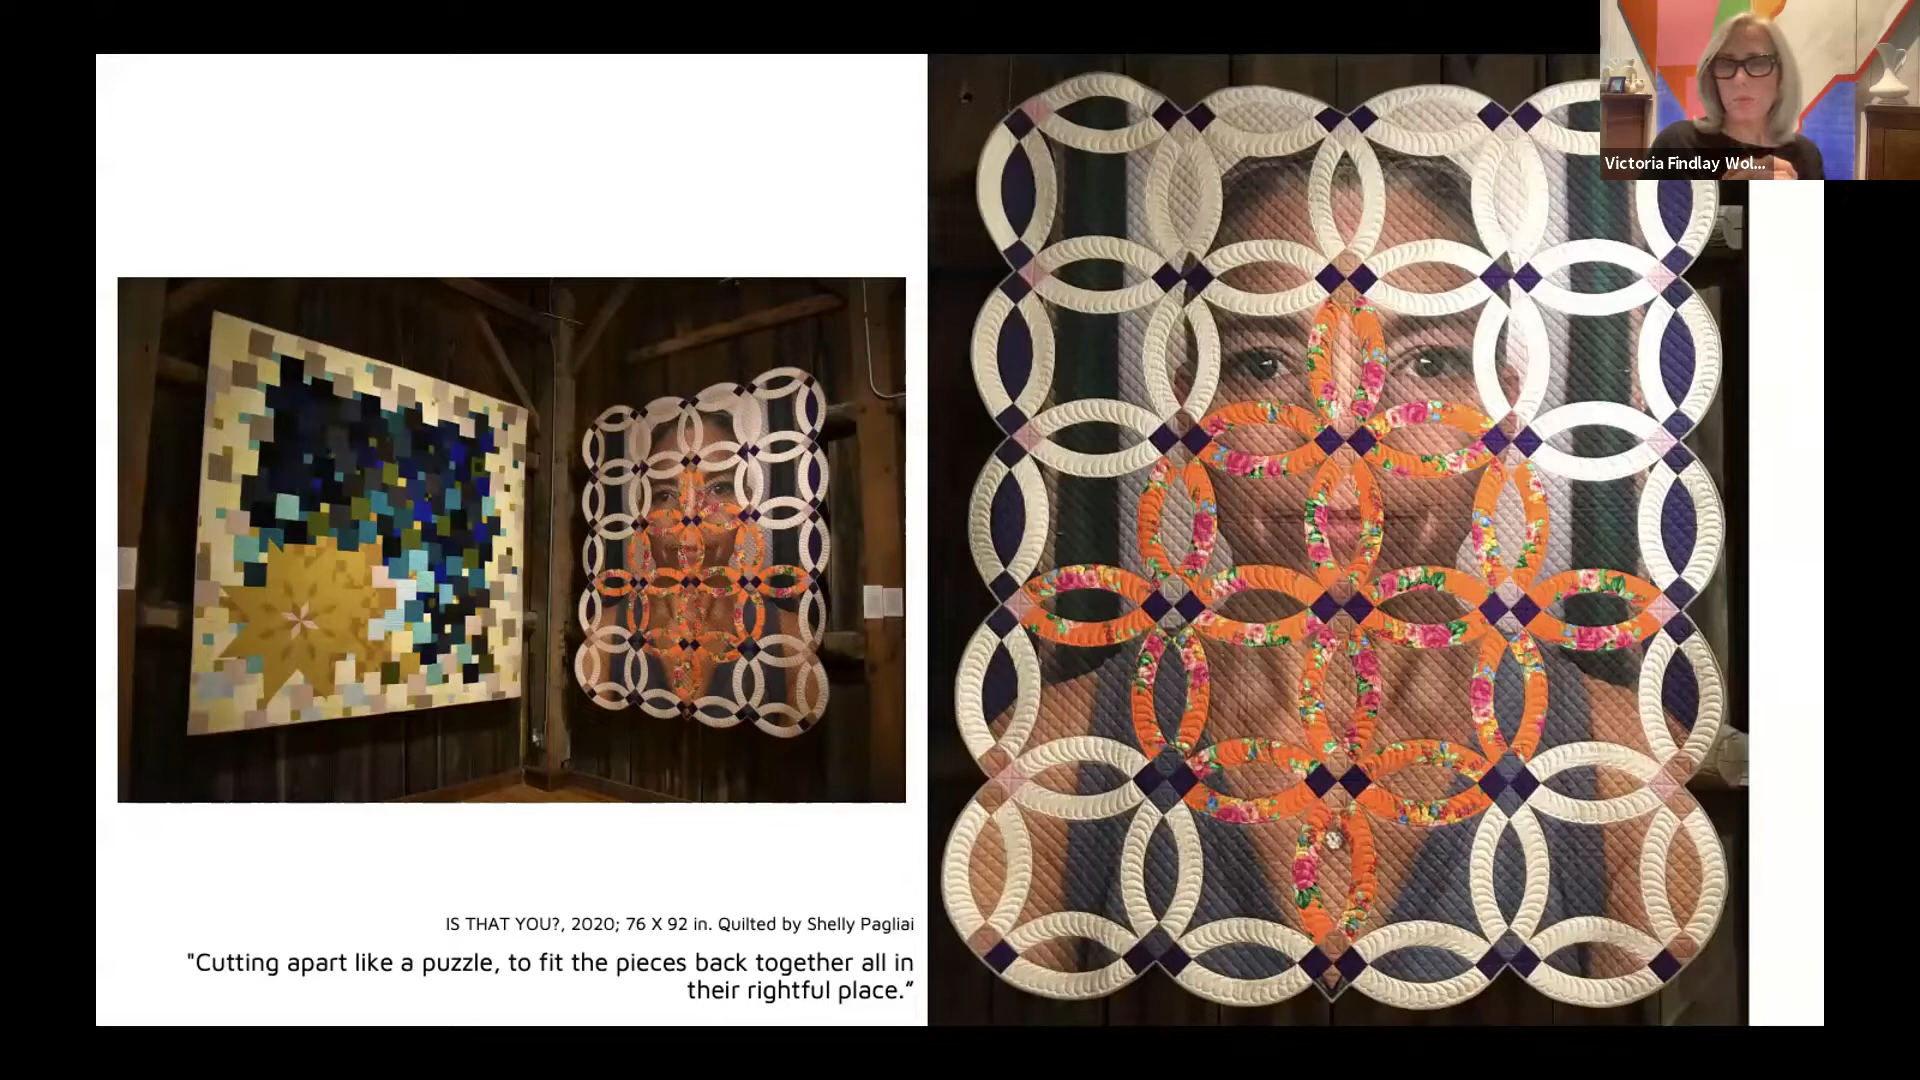 Victoria Findlay Wol...
IS THAT YOU?, 2020; 76 X 92 in. Quilted by Shelly Pagliai
"Cutting apart like a puzzle, to fit the pieces back together all in
their rightful place.”